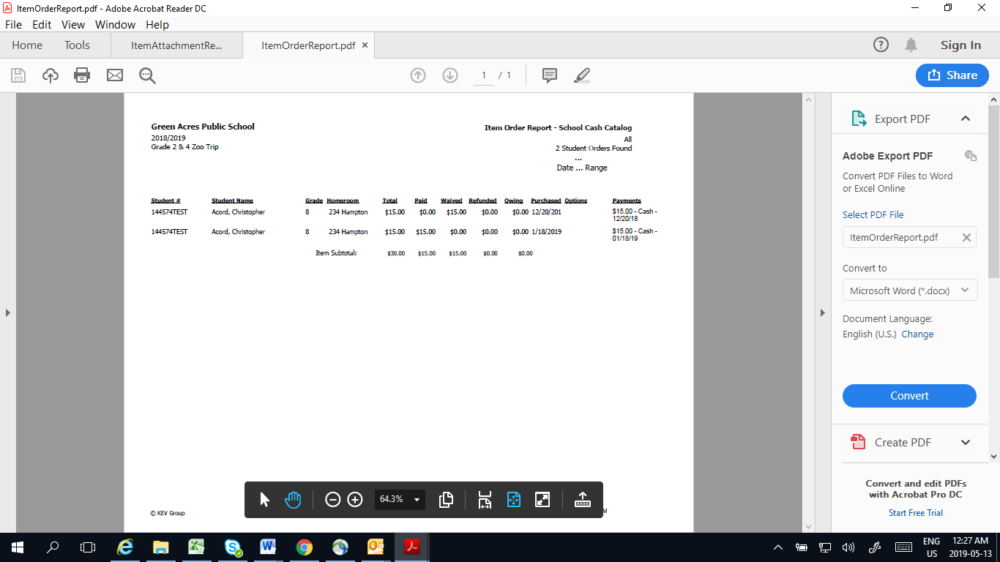 ItemOrderReport.pdf - Adobe Acrobat Reader DC
File Edit View Window Help
Home Tools ItemAttachmentRe... ItemOrderReport.pdf × Sign In
1 / 1 Share
Green Acres Public School
2018/2019
Grade 2 & 4 Zoo Trip
Item Order Report - School Cash Catalog
All
2 Student Orders Found
...
Date ... Range
Student # Student Name Grade Homeroom Total Paid Waived Refunded Owing Purchased Options Payments
144574TEST Acord, Christopher 8 234 Hampton $15.00 $0.00 $15.00 $0.00 $0.00 12/20/201 $15.00 - Cash -
12/20/18
144574TEST Acord, Christopher 8 234 Hampton $15.00 $15.00 $0.00 $0.00 $0.00 1/18/2019 $15.00 - Cash -
01/18/19
Item Subtotal: $30.00 $15.00 $15.00 $0.00 $0.00
© KEV Group
64.3%
M
Export PDF
Adobe Export PDF
Convert PDF Files to Word
or Excel Online
Select PDF File
ItemOrderReport.pdf
Convert to
Microsoft Word (*.docx)
Document Language:
English (U.S.) Change
Convert
Create PDF
Convert and edit PDFs
with Acrobat Pro DC
Start Free Trial
ENG
US
12:27 AM
2019-05-13